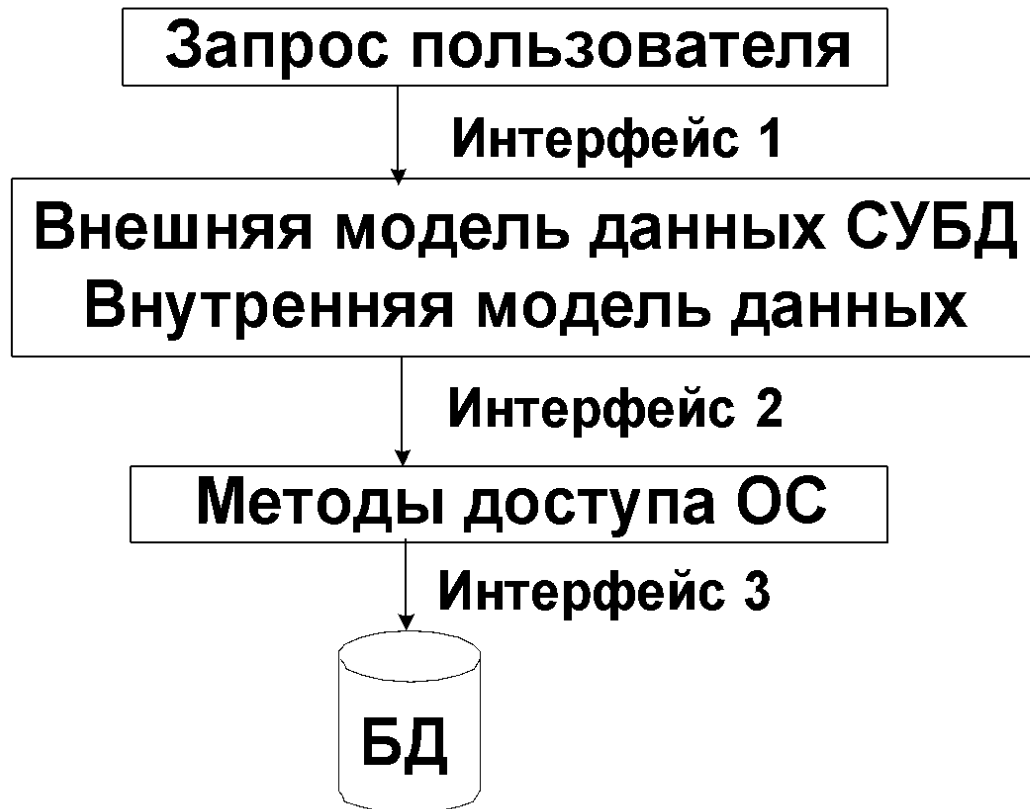 Запрос пользователя
Интерфейс 1
Внешняя модель данных СУБД
Внутренняя модель данных
Интерфейс 2
Методы доступа ОС
Интерфейс 3
БД